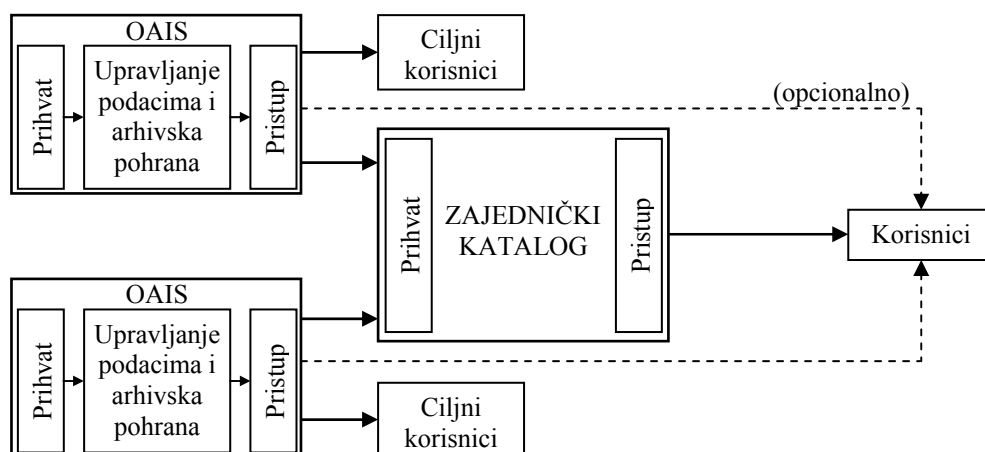 OAIS
Prihvat
Upravljanje
podacima i
arhivska
pohrana
Pristup
Ciljni
korisnici
(opcionalno)
Prihvat
ZAJEDNIČKI
KATALOG
Pristup
Korisnici
OAIS
Prihvat
Upravljanje
podacima i
arhivska
pohrana
Pristup
Ciljni
korisnici